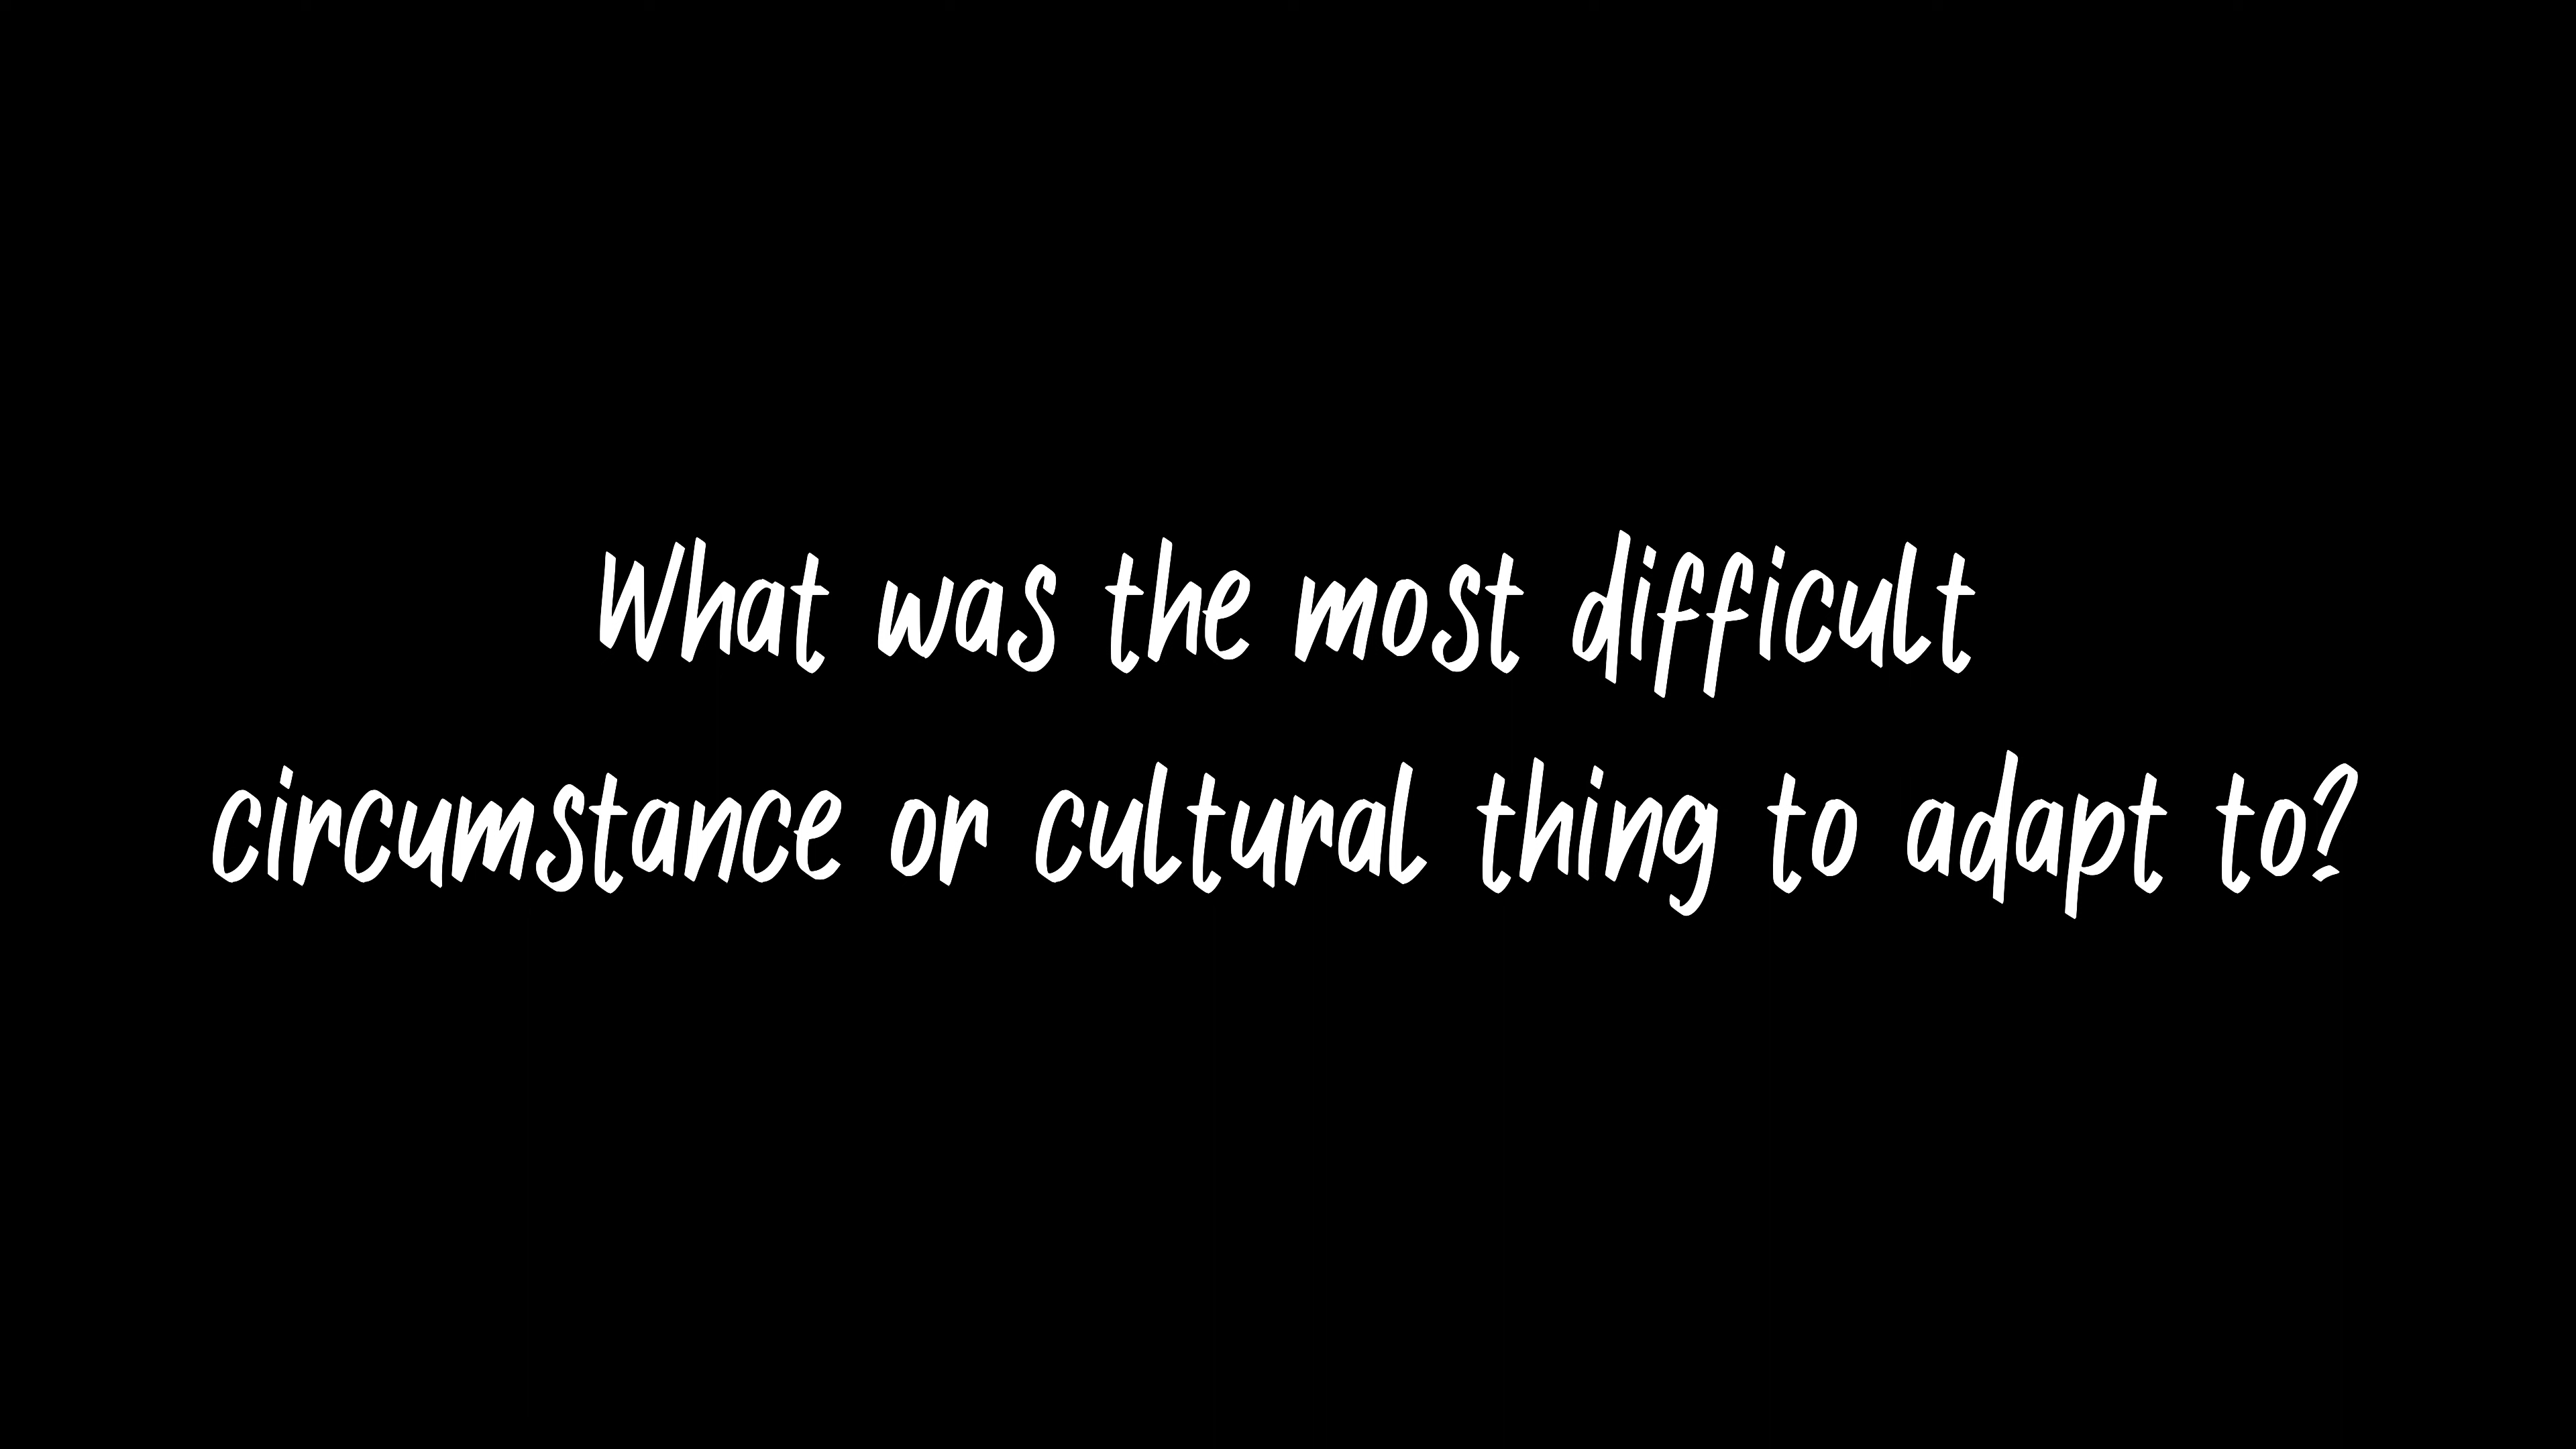 What was the most difficult
circumstance or cultural thing to adapt to?